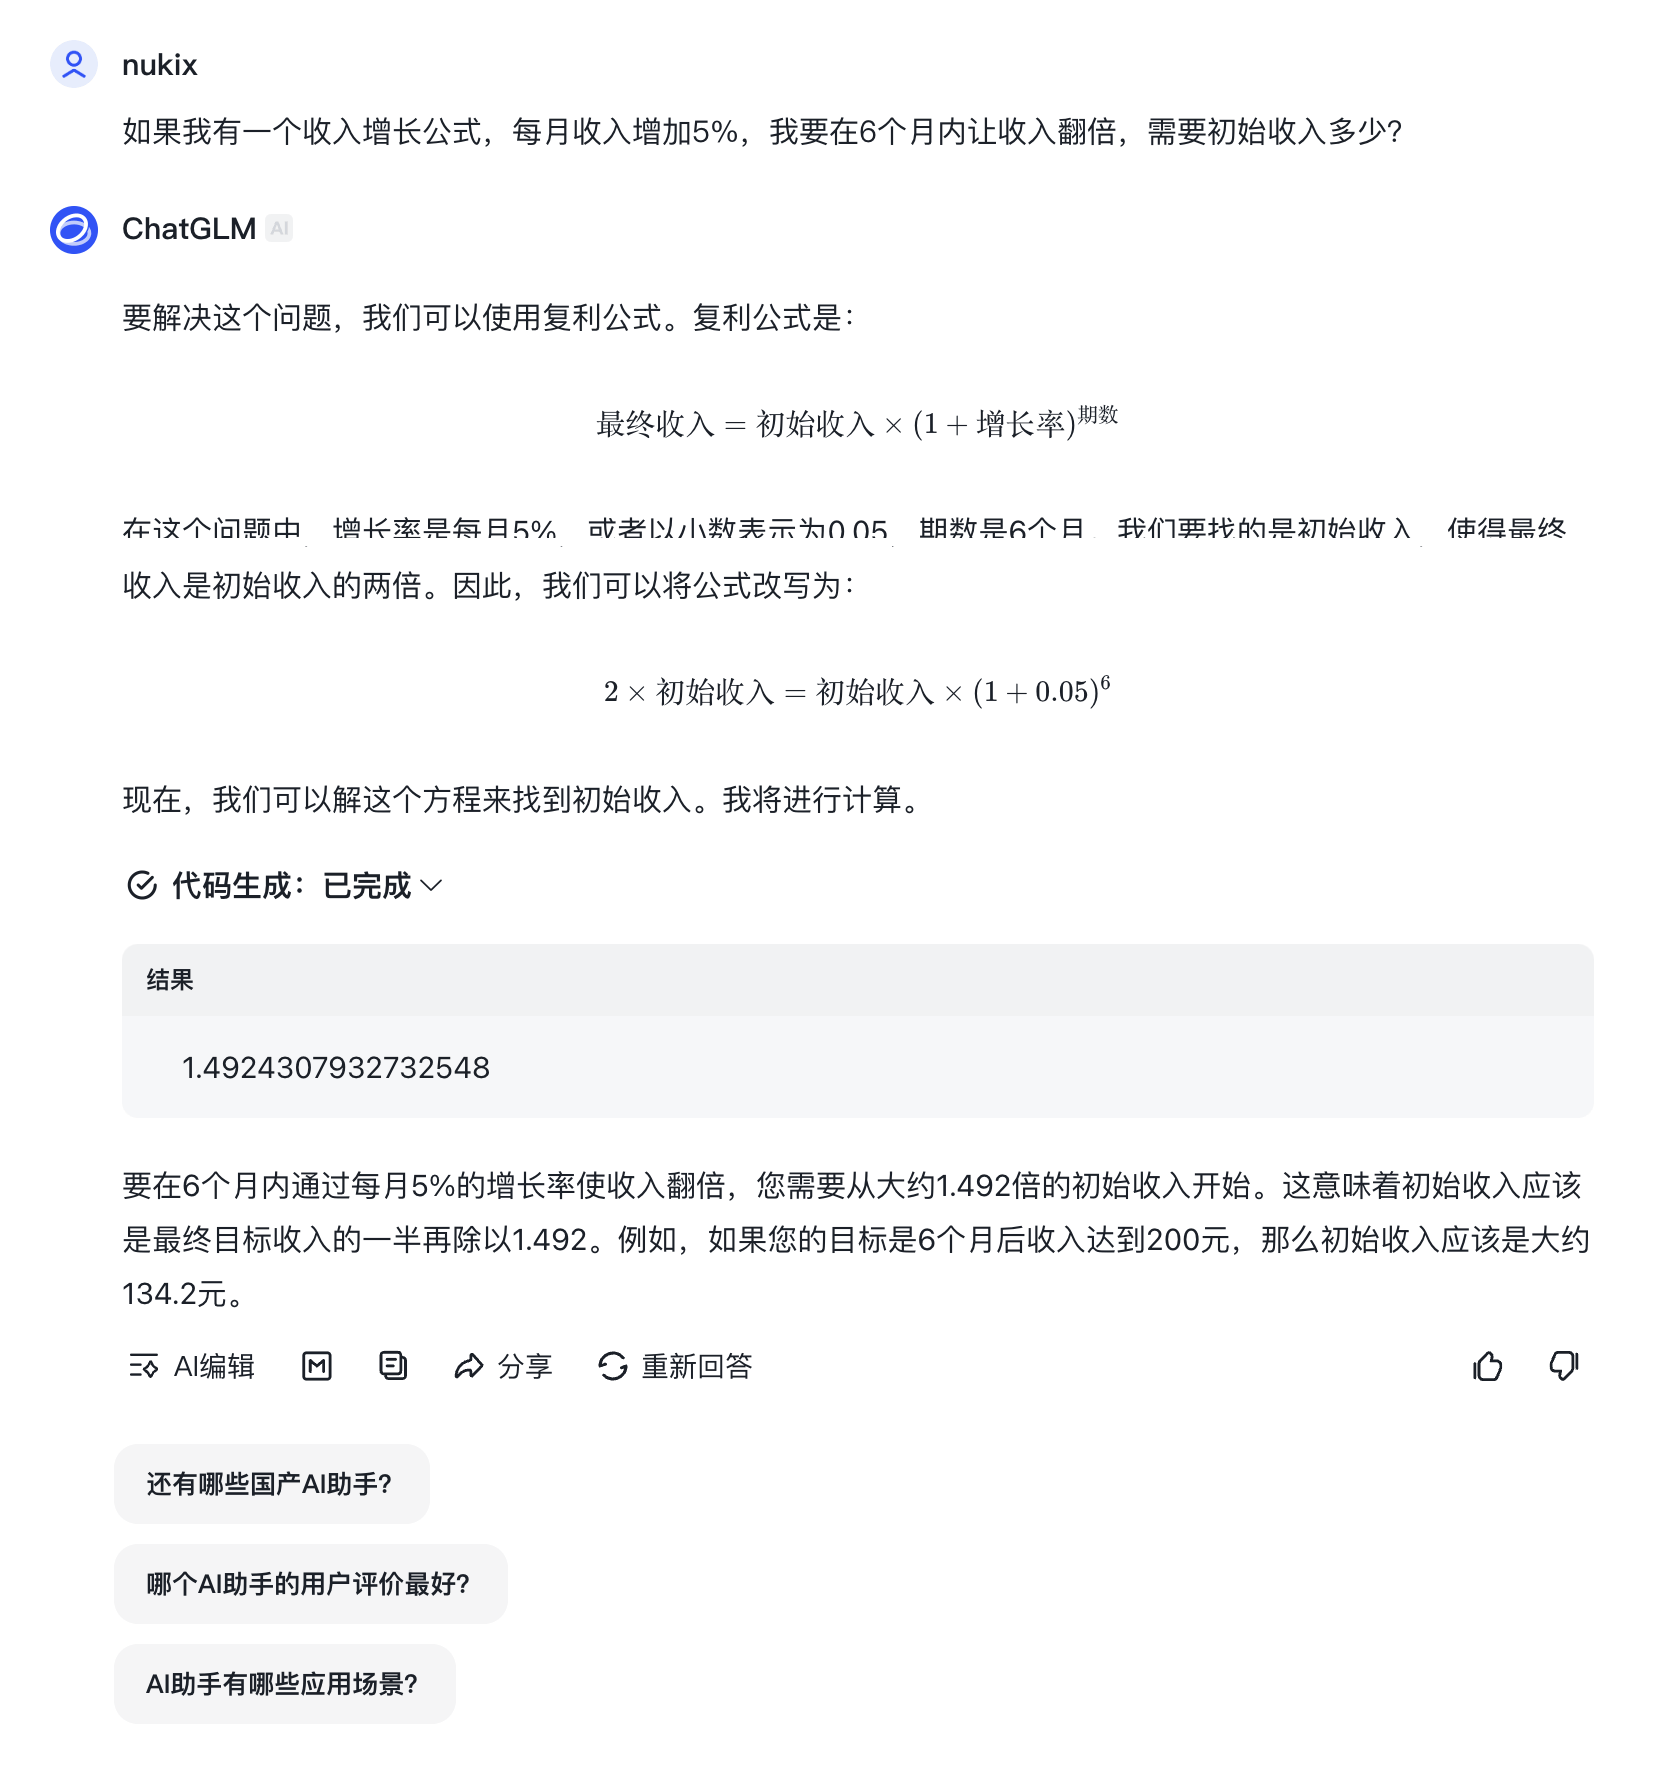 nukix
如果我有一个收入增长公式，每月收入增加5%，我要在6个月内让收入翻倍，需要初始收入多少?
ChatGLM AI
要解决这个问题，我们可以使用复利公式。复利公式是：
最终收入 = 初始收入 × (1 + 增长率)^期数
在这个问题中，增长率是每月5%，或者以小数表示为0.05，期数是6个月。我们要找的是初始收入，使得最终
收入是初始收入的两倍。因此，我们可以将公式改写为：
2 × 初始收入 = 初始收入 × (1 + 0.05)^6
现在，我们可以解这个方程来找到初始收入。我将进行计算。
代码生成：已完成
结果
1.4924307932732548
要在6个月内通过每月5%的增长率使收入翻倍，您需要从大约1.492倍的初始收入开始。这意味着初始收入应该
是最终目标收入的一半再除以1.492。例如，如果您的目标是6个月后收入达到200元，那么初始收入应该是大约
134.2元。
AI编辑 分享 重新回答
还有哪些国产AI助手?
哪个AI助手的用户评价最好?
AI助手有哪些应用场景?